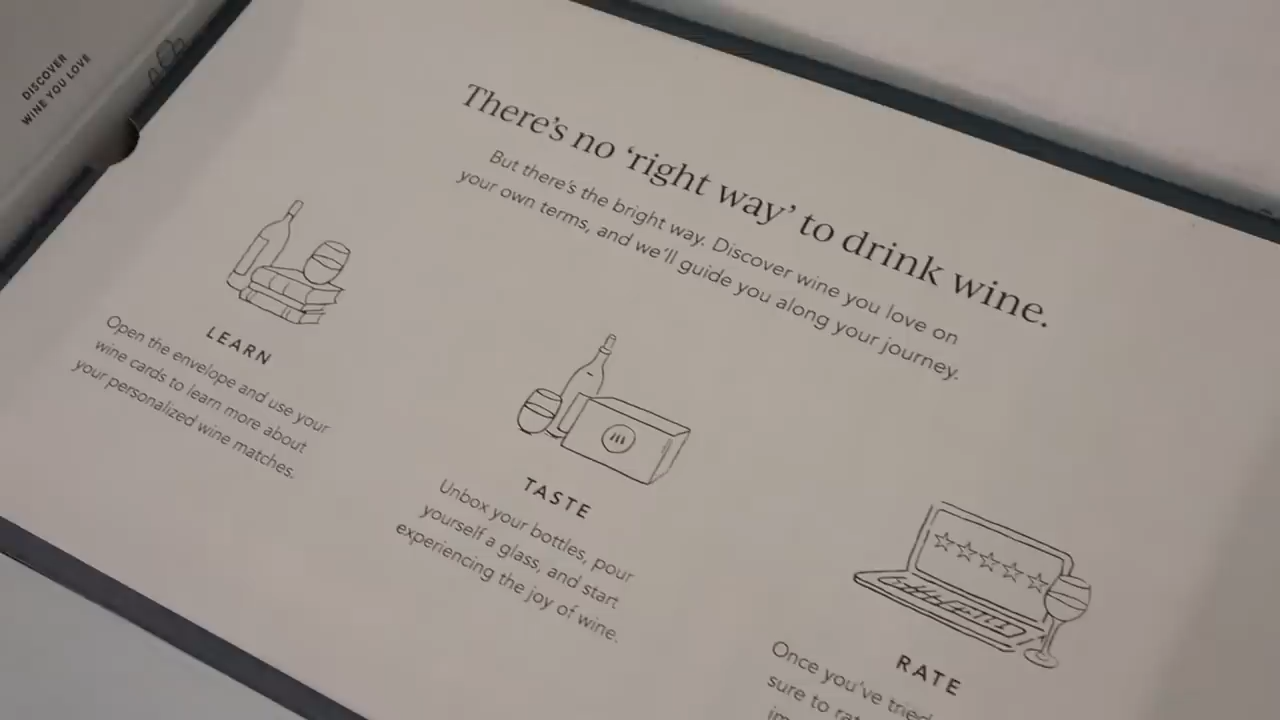 DISCOVER
WINE YOU LOVE
There's no 'right way' to drink wine.
But there's the bright way. Discover wine you love on
your own terms, and we'll guide you along your journey.
LEARN
Open the envelope and use your
wine cards to learn more about
your personalized wine matches.
TASTE
Unbox your bottles, pour
yourself a glass, and start
experiencing the joy of wine.
RATE
Once you've tried
sure to